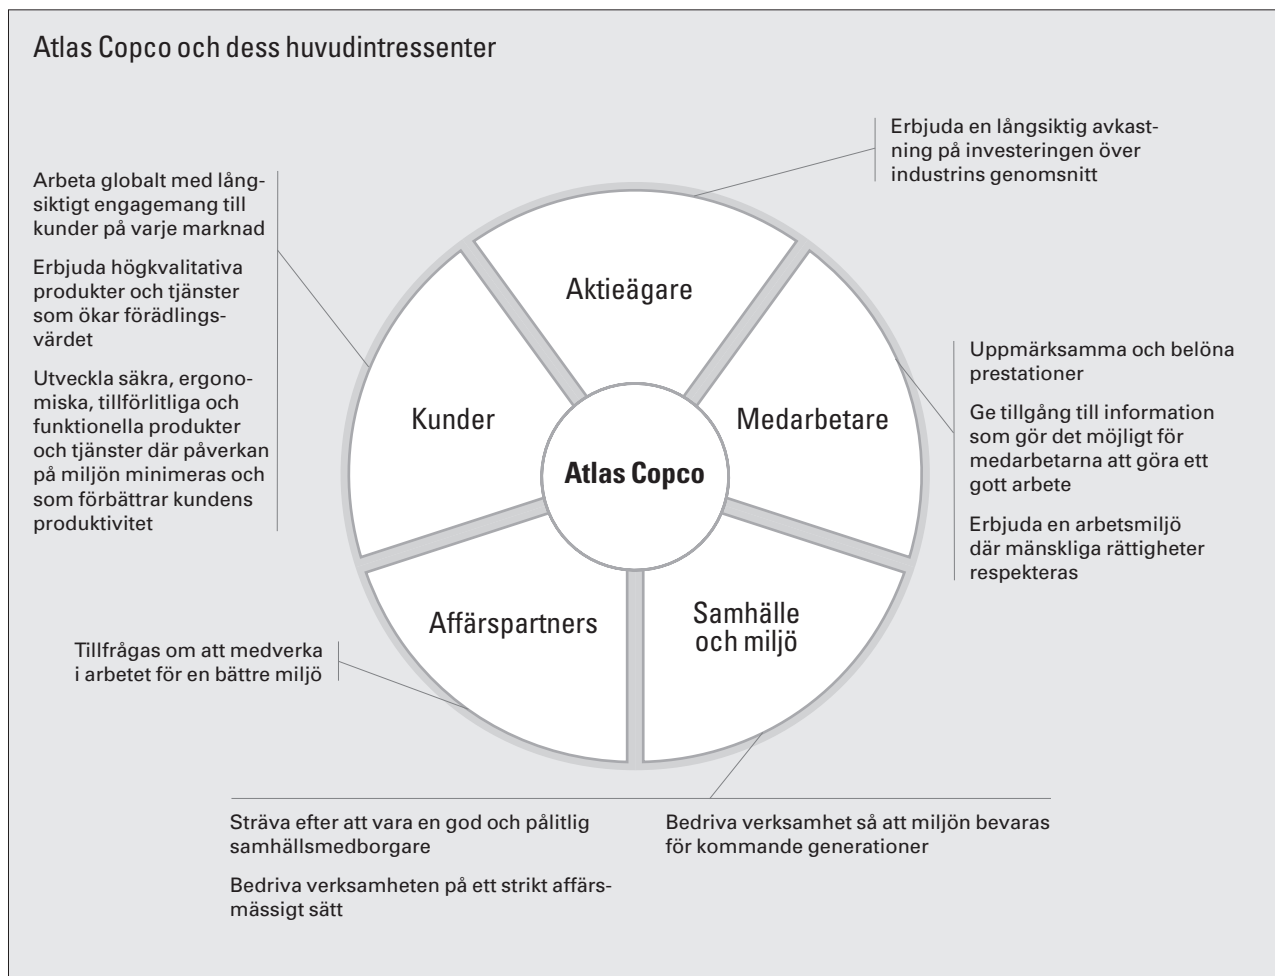 Atlas Copco och dess huvudintressenter
Erbjuda en långsiktig avkast-
ning på investeringen över
industrins genomsnitt
Arbeta globalt med lång-
siktigt engagemang till
kunder på varje marknad
Erbjuda högkvalitativa
produkter och tjänster
som ökar förädlings-
värdet
Utveckla säkra, ergono-
miska, tillförlitliga och
funktionella produkter
och tjänster där påverkan
på miljön minimeras och
som förbättrar kundens
produktivitet
Aktieägare
Kunder
Medarbetare
Atlas Copco
Affärspartners
Samhälle
och miljö
Uppmärksamma och belöna
prestationer
Ge tillgång till information
som gör det möjligt för
medarbetarna att göra ett
gott arbete
Erbjuda en arbetsmiljö
där mänskliga rättigheter
respekteras
Tillfrågas om att medverka
i arbetet för en bättre miljö
Sträva efter att vara en god och pålitlig
samhällsmedborgare
Bedriva verksamheten på ett strikt affärs-
mässigt sätt
Bedriva verksamhet så att miljön bevaras
för kommande generationer